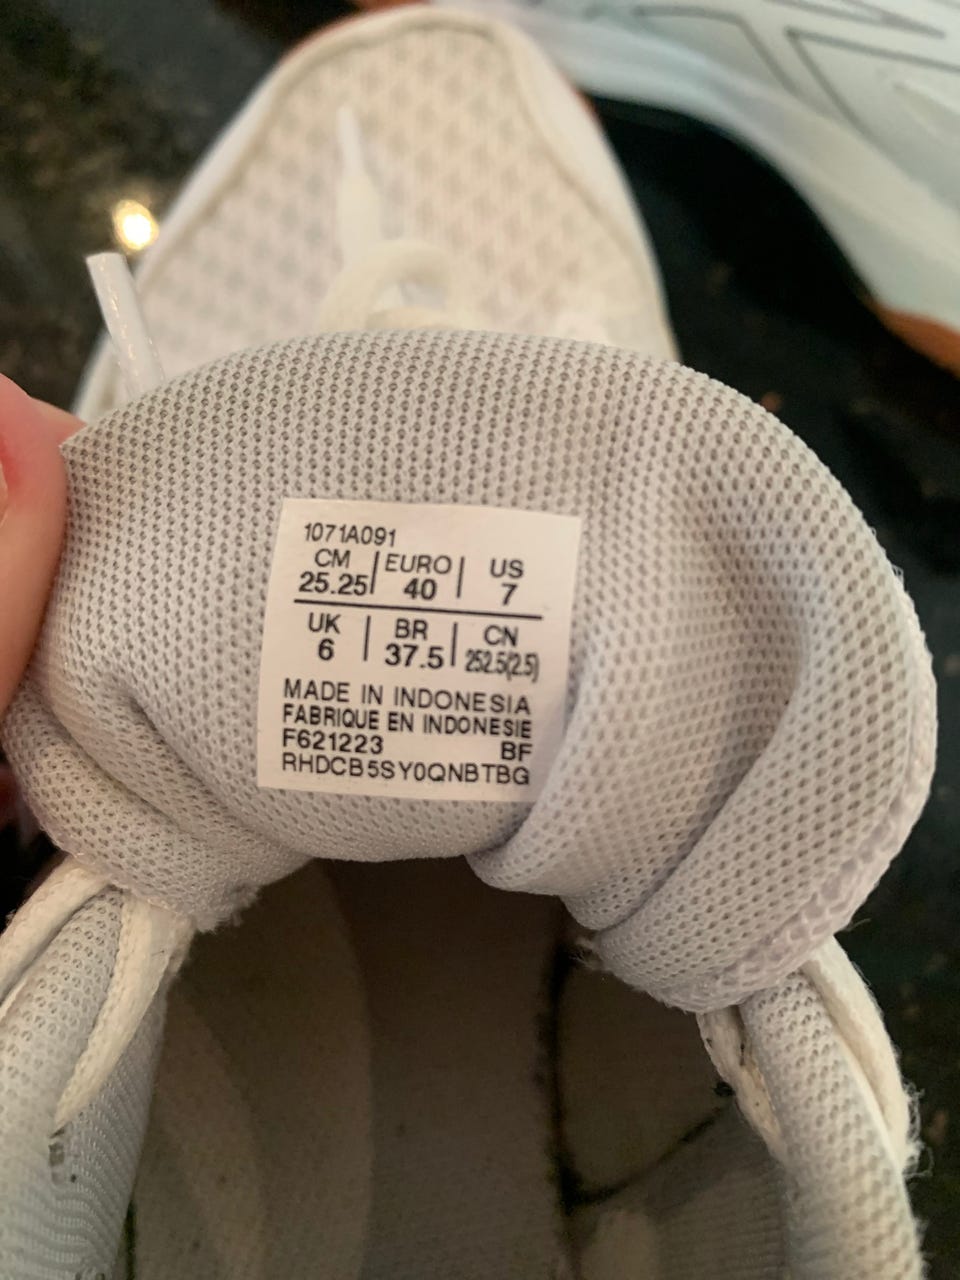 1071A091
CM | EURO | US
25.25 | 40 | 7
UK | BR | CN
6 | 37.5 | 252.5(2.5)
MADE IN INDONESIA
FABRIQUE EN INDONESIE
F621223 BF
RHDCB5SY0QNBTBG